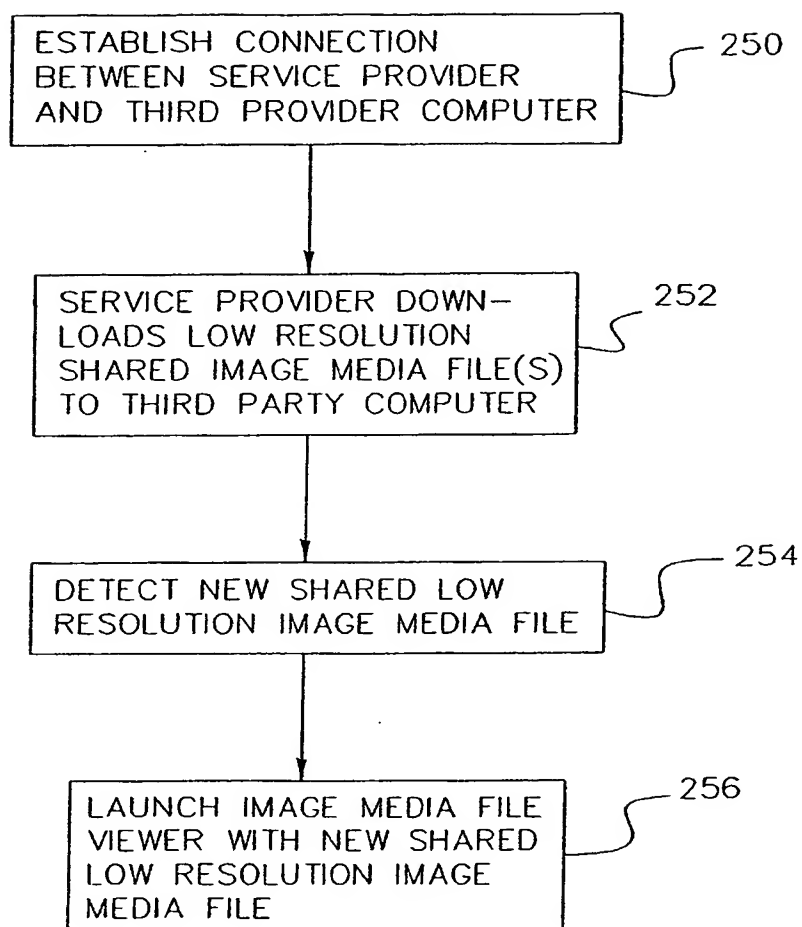 ESTABLISH CONNECTION
BETWEEN SERVICE PROVIDER
AND THIRD PROVIDER COMPUTER
250
SERVICE PROVIDER DOWN-
LOADS LOW RESOLUTION
SHARED IMAGE MEDIA FILE(S)
TO THIRD PARTY COMPUTER
252
DETECT NEW SHARED LOW
RESOLUTION IMAGE MEDIA FILE
254
LAUNCH IMAGE MEDIA FILE
VIEWER WITH NEW SHARED
LOW RESOLUTION IMAGE
MEDIA FILE
256